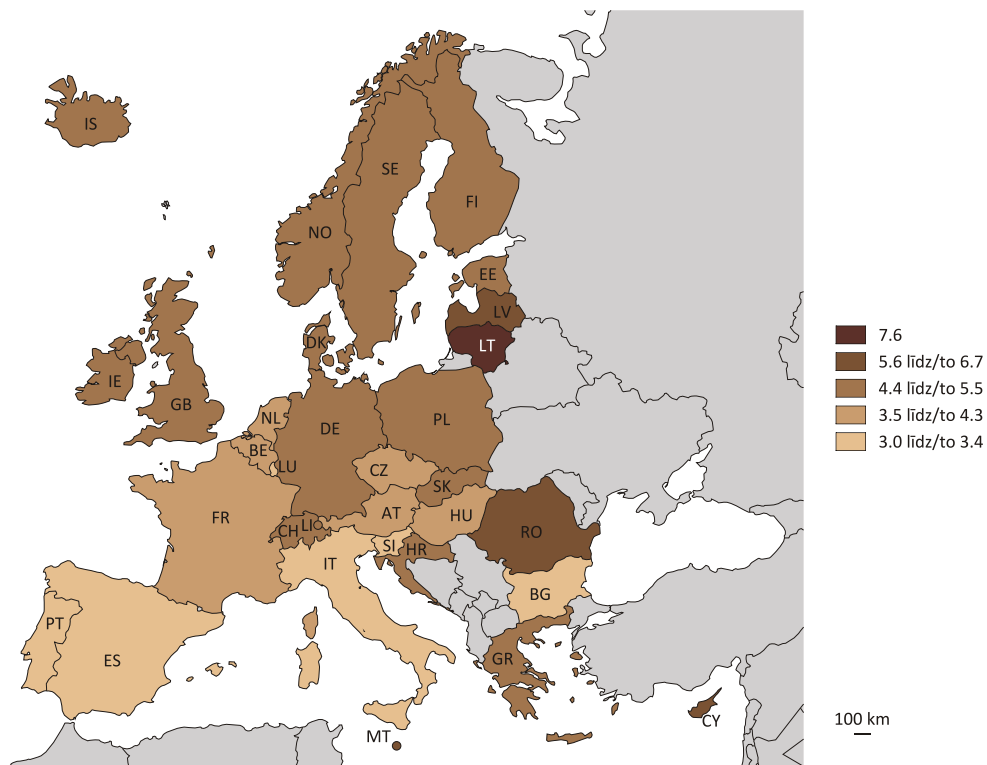 IS
SE
FI
NO
EE
LV
LT
DK
IE
GB
NL
BE
LU
DE
PL
CZ
SK
AT
HU
FR
CH
LI
SI
HR
IT
RO
BG
PT
ES
GR
MT
CY
7.6
5.6 līdz/to 6.7
4.4 līdz/to 5.5
3.5 līdz/to 4.3
3.0 līdz/to 3.4
100 km